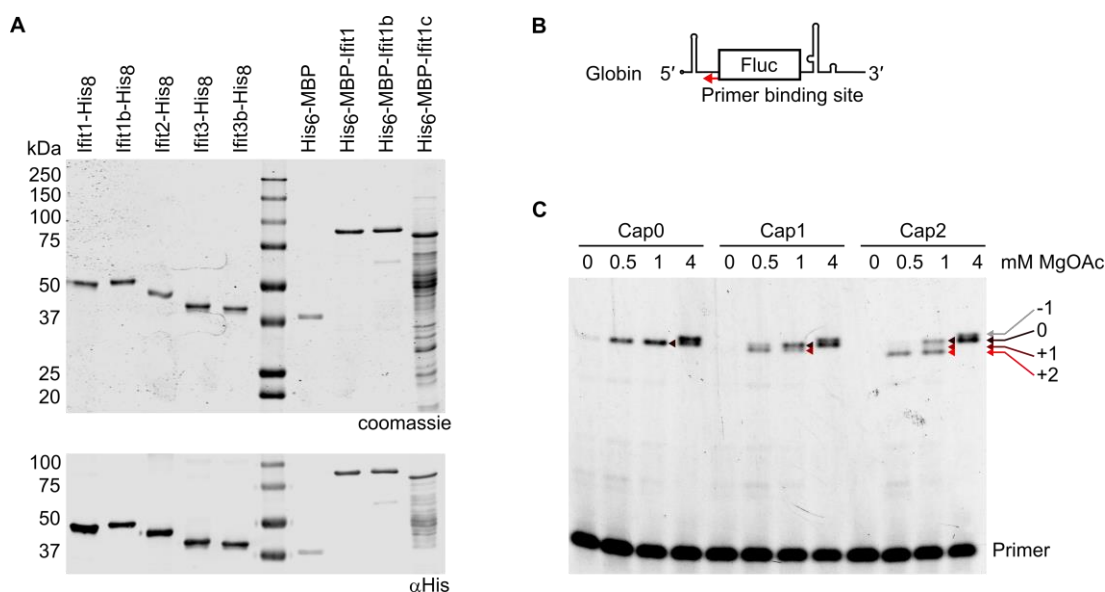 A
Ifit1-His8
Ifit1b-His8
Ifit2-His8
Ifit3-His8
Ifit3b-His8
His6-MBP
His6-MBP-Ifit1
His6-MBP-Ifit1b
His6-MBP-Ifit1c
kDa
250
150
100
75
50
37
25
20
coomassie
100
75
50
37
αHis
B
Globin 5′ Fluc 3′
Primer binding site
C
Cap0 Cap1 Cap2
0 0.5 1 4 0 0.5 1 4 0 0.5 1 4 mM MgOAc
-1
0
+1
+2
Primer